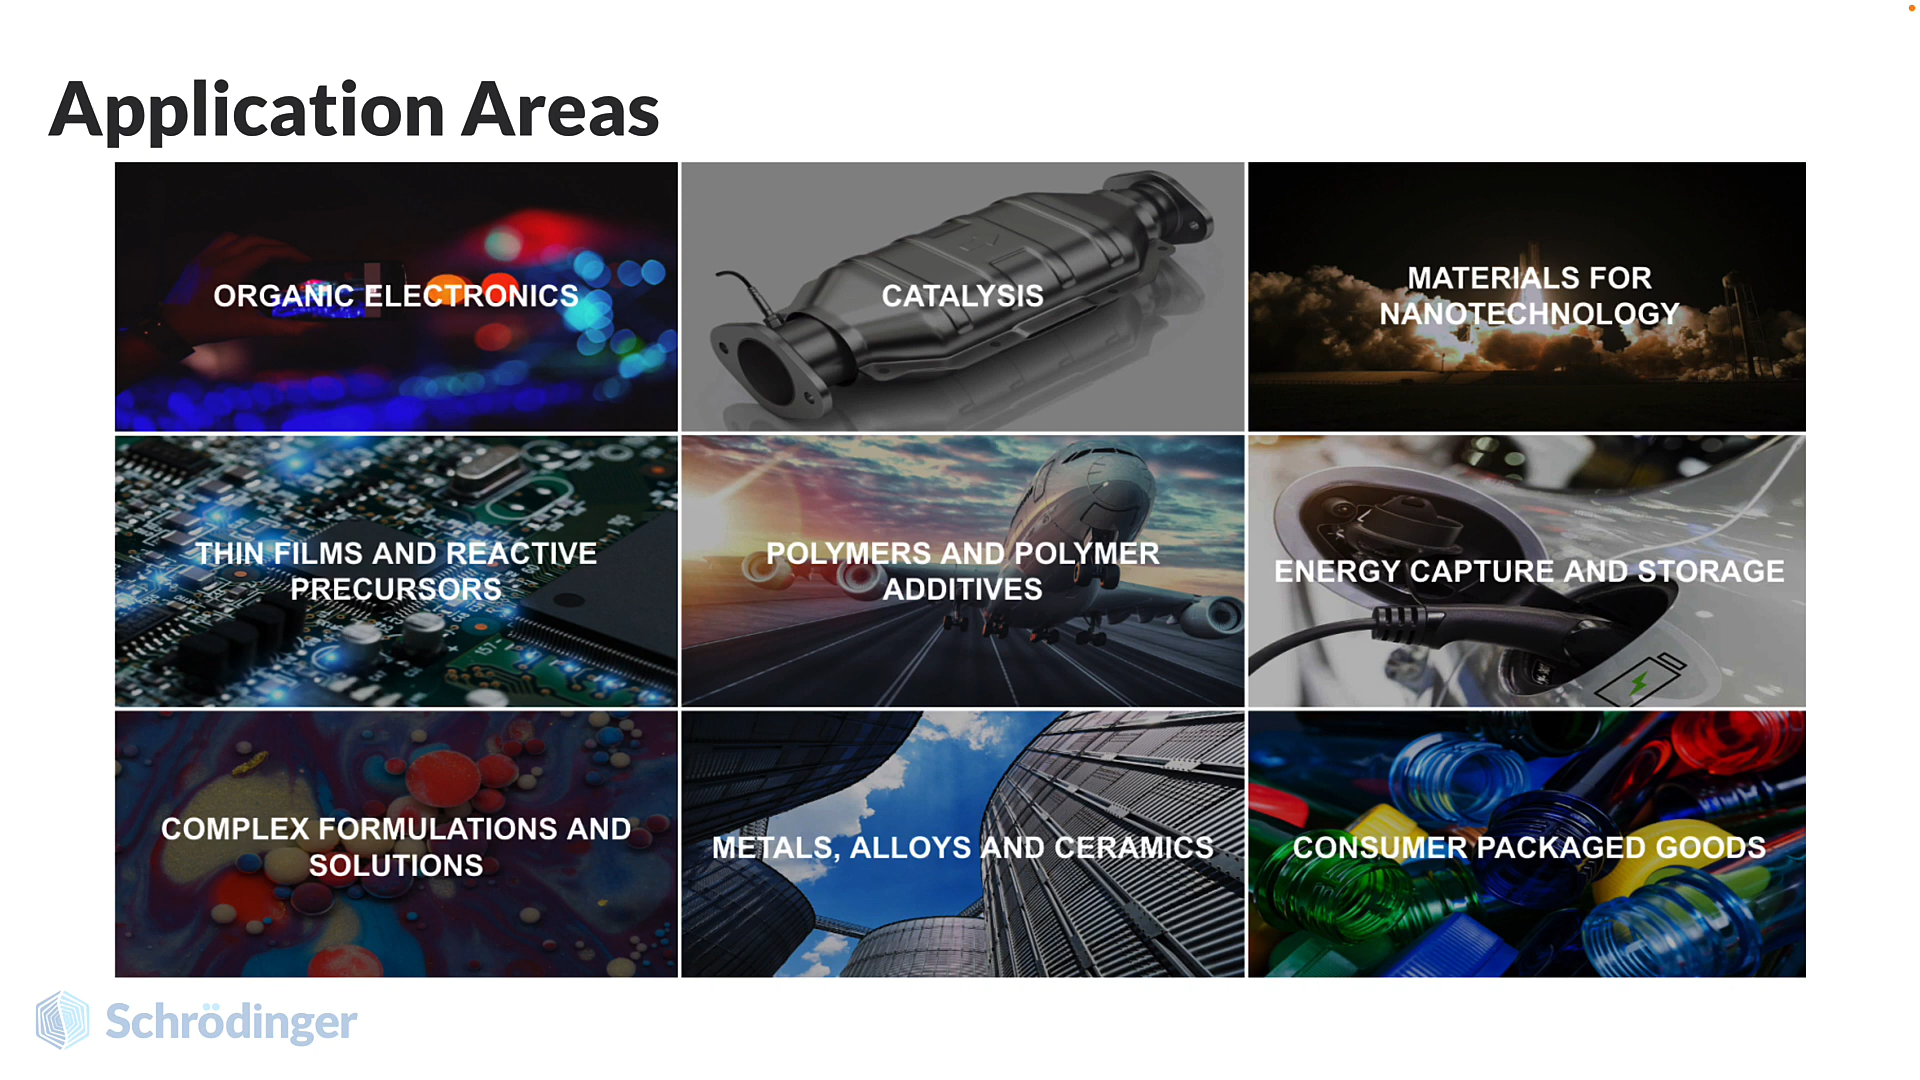 Application Areas
ORGANIC ELECTRONICS
CATALYSIS
MATERIALS FOR
NANOTECHNOLOGY
THIN FILMS AND REACTIVE
PRECURSORS
POLYMERS AND POLYMER
ADDITIVES
ENERGY CAPTURE AND STORAGE
COMPLEX FORMULATIONS AND
SOLUTIONS
METALS, ALLOYS AND CERAMICS
CONSUMER PACKAGED GOODS
Schrödinger